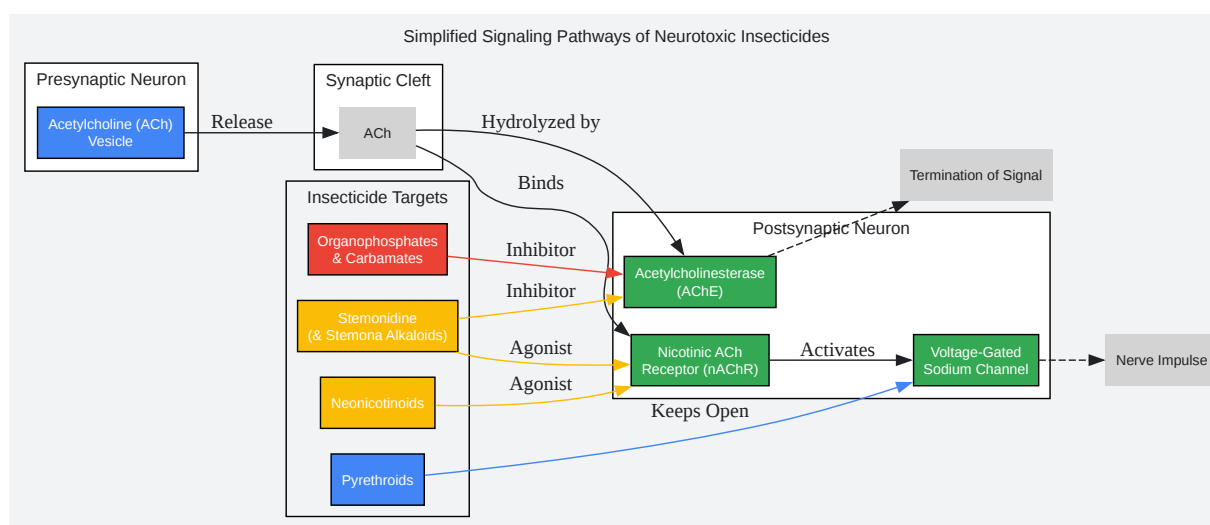 Simplified Signaling Pathways of Neurotoxic Insecticides
Presynaptic Neuron
Acetylcholine (ACh)
Vesicle
Release
Synaptic Cleft
ACh
Hydrolyzed by
Binds
Termination of Signal
Insecticide Targets
Organophosphates
& Carbamates
Inhibitor
Stemonidine
(& Stemona Alkaloids)
Inhibitor
Agonist
Neonicotinoids
Agonist
Pyrethroids
Keeps Open
Postsynaptic Neuron
Acetylcholinesterase
(AChE)
Nicotinic ACh
Receptor (nAChR)
Activates
Voltage-Gated
Sodium Channel
Nerve Impulse